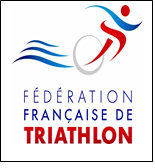 FÉDÉRATION
FRANÇAISE DE
TRIATHLON